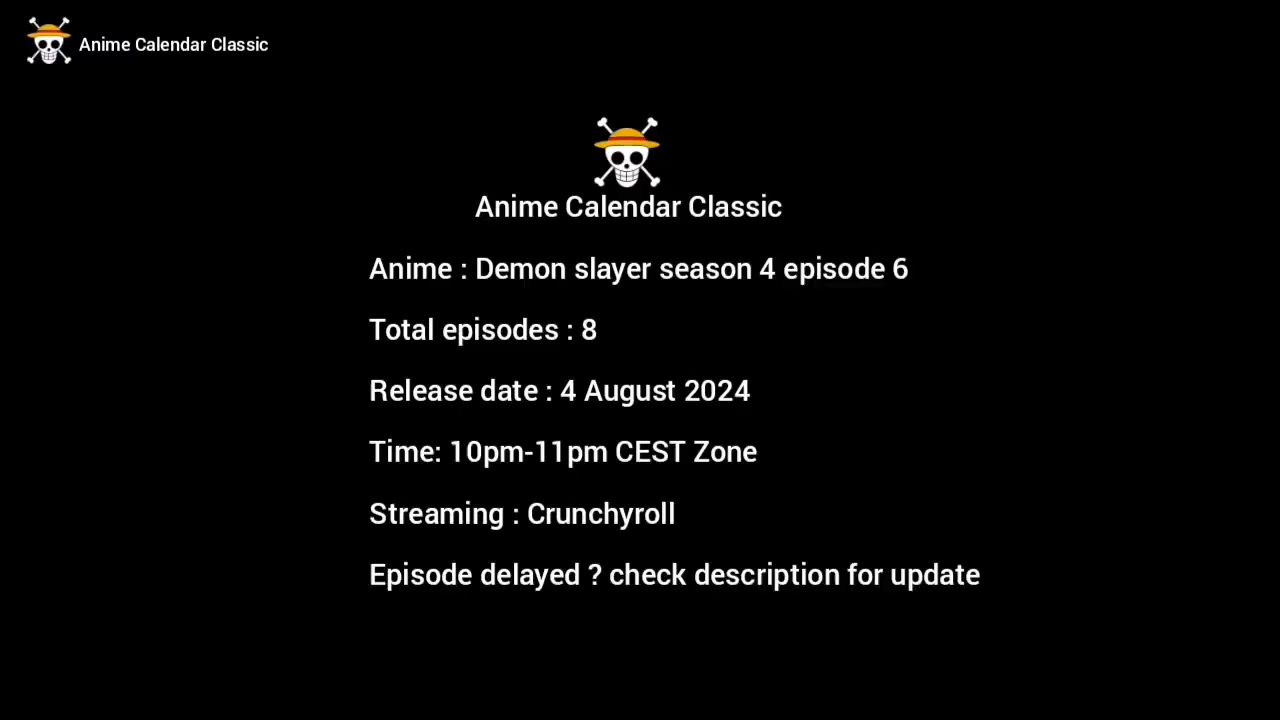 Anime Calendar Classic
Anime Calendar Classic
Anime : Demon slayer season 4 episode 6
Total episodes : 8
Release date : 4 August 2024
Time: 10pm-11pm CEST Zone
Streaming : Crunchyroll
Episode delayed ? check description for update